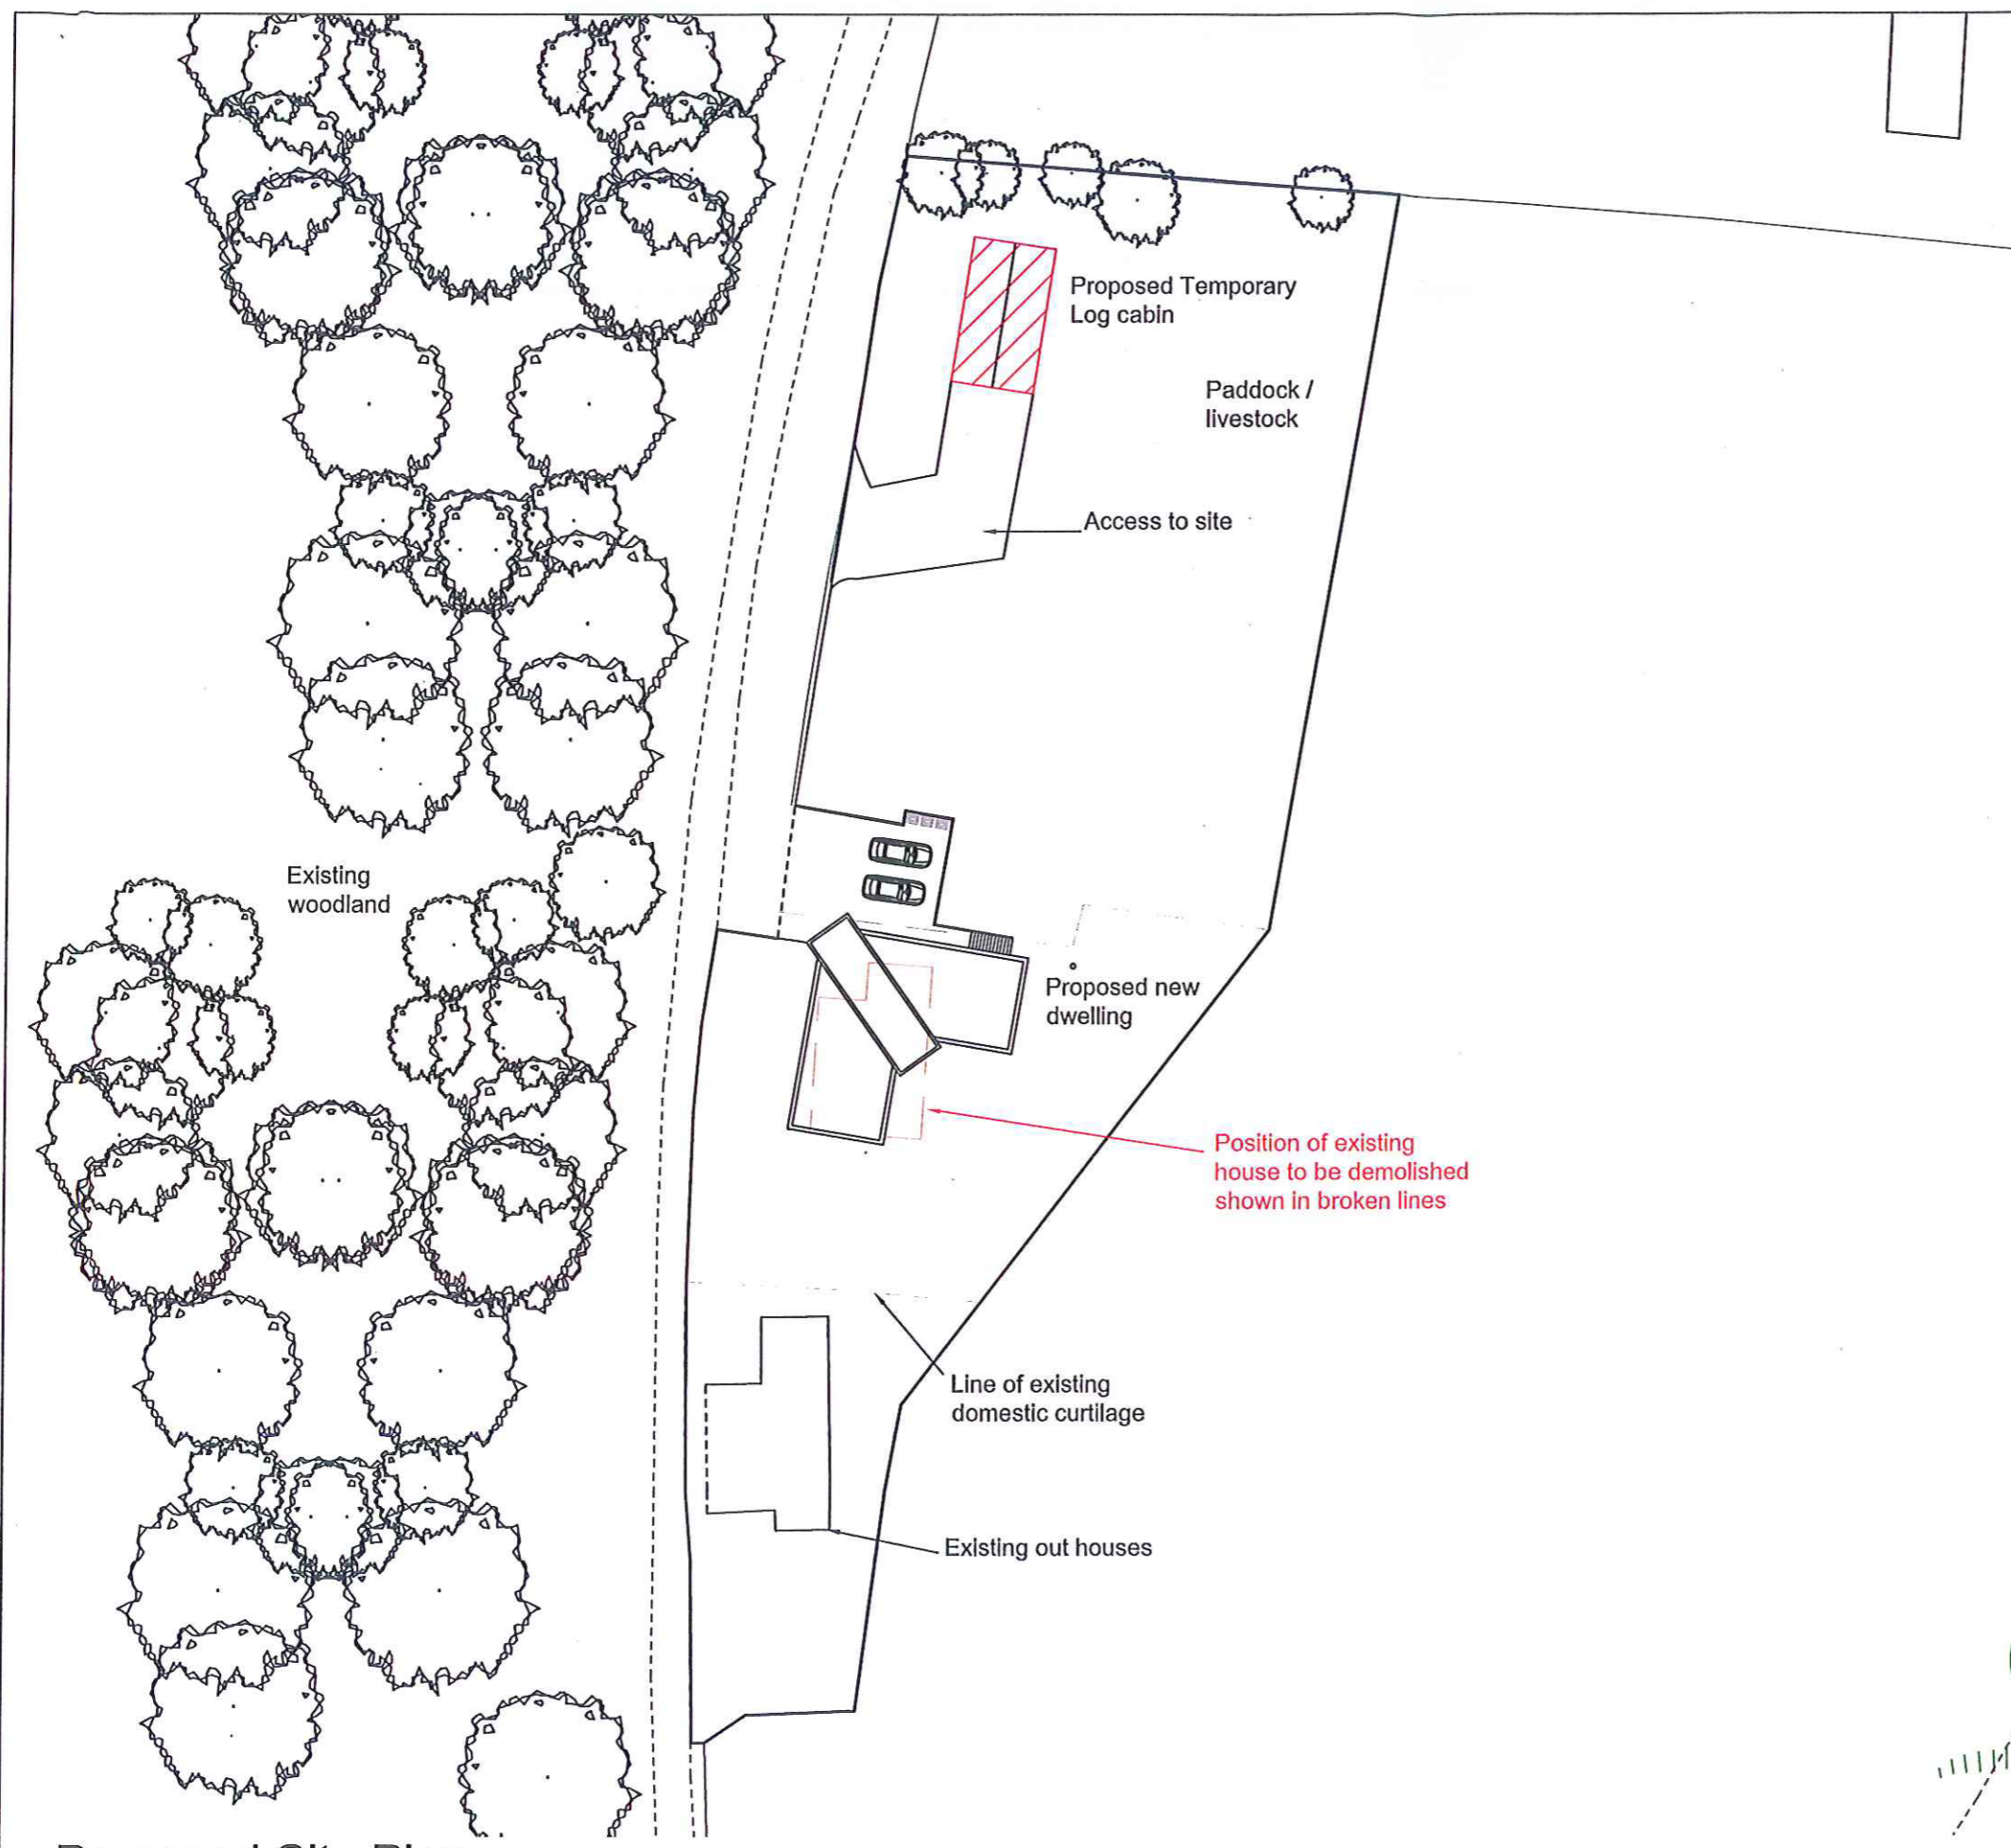 Proposed Temporary
Log cabin
Paddock /
livestock
Access to site
Existing
woodland
Proposed new
dwelling
Position of existing
house to be demolished
shown in broken lines
Line of existing
domestic curtilage
Existing out houses